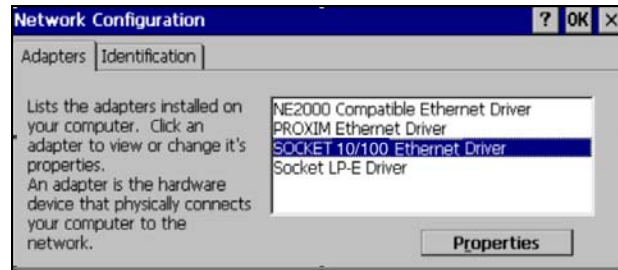 Network Configuration ? OK ×
Adapters Identification
Lists the adapters installed on
your computer. Click an
adapter to view or change it's
properties.
An adapter is the hardware
device that physically connects
your computer to the
network.
NE2000 Compatible Ethernet Driver
PROXIM Ethernet Driver
SOCKET 10/100 Ethernet Driver
Socket LP-E Driver
Properties